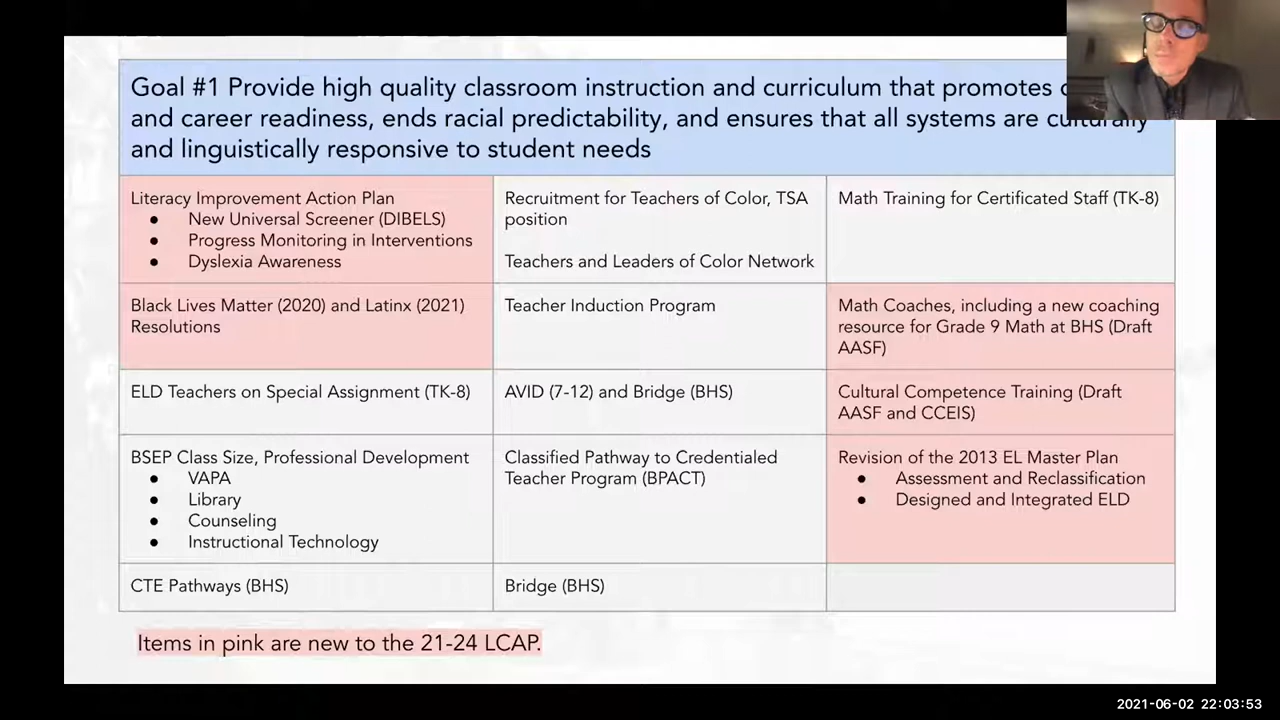 Goal #1 Provide high quality classroom instruction and curriculum that promotes
and career readiness, ends racial predictability, and ensures that all systems are culturally
and linguistically responsive to student needs
Literacy Improvement Action Plan
● New Universal Screener (DIBELS)
● Progress Monitoring in Interventions
● Dyslexia Awareness
Recruitment for Teachers of Color, TSA
position
Teachers and Leaders of Color Network
Math Training for Certificated Staff (TK-8)
Black Lives Matter (2020) and Latinx (2021)
Resolutions
Teacher Induction Program
Math Coaches, including a new coaching
resource for Grade 9 Math at BHS (Draft
AASF)
ELD Teachers on Special Assignment (TK-8)
AVID (7-12) and Bridge (BHS)
Cultural Competence Training (Draft
AASF and CCEIS)
BSEP Class Size, Professional Development
● VAPA
● Library
● Counseling
● Instructional Technology
Classified Pathway to Credentialed
Teacher Program (BPACT)
Revision of the 2013 EL Master Plan
● Assessment and Reclassification
● Designed and Integrated ELD
CTE Pathways (BHS)
Bridge (BHS)
Items in pink are new to the 21-24 LCAP.
2021-06-02 22:03:53